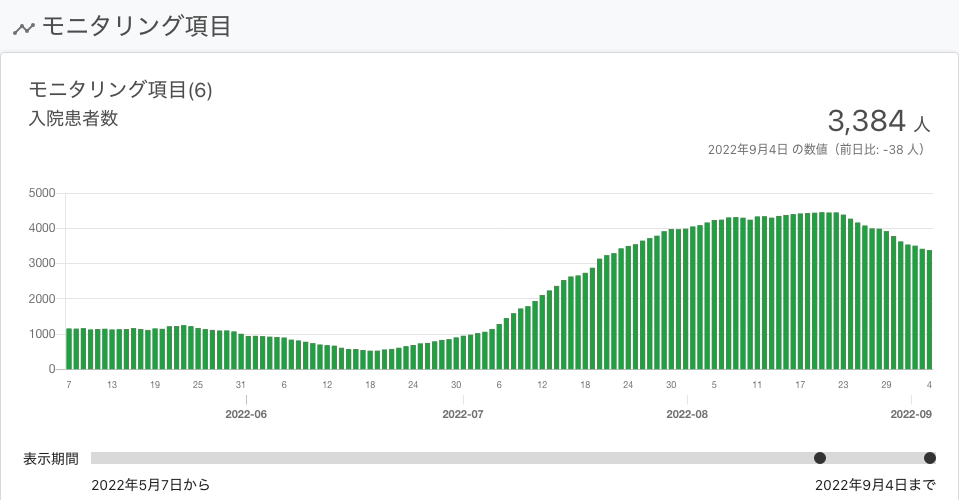 モニタリング項目
モニタリング項目(6)
入院患者数
3,384 人
2022年9月4日 の数値（前日比: -38 人）
5000
4000
3000
2000
1000
0
7 13 19 25 31 6 12 18 24 30 6 12 18 24 30 5 11 17 23 29 4
2022-06 2022-07 2022-08 2022-09
表示期間
2022年5月7日から 2022年9月4日まで